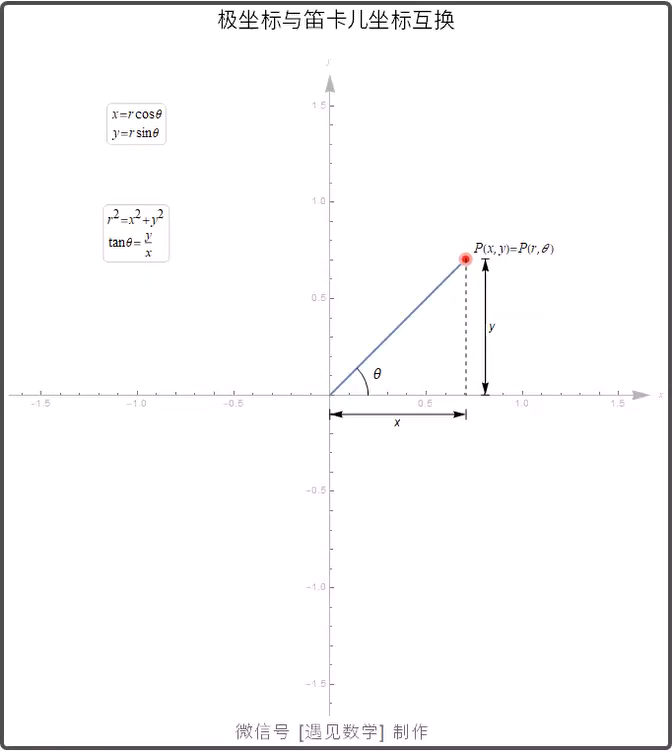 极坐标与笛卡儿坐标互换
y
1.5
x=r cosθ
y=r sinθ
1.0
r²=x²+y²
tanθ=y/x
P(x, y)=P(r, θ)
0.5
y
θ
x
-1.5 -1.0 -0.5 0.5 1.0 1.5
x
-0.5
-1.0
-1.5
微信号 [遇见数学] 制作